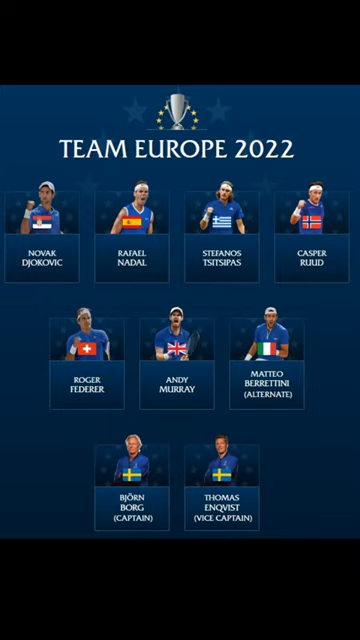 TEAM EUROPE 2022
NOVAK
DJOKOVIC
RAFAEL
NADAL
STEFANOS
TSITSIPAS
CASPER
RUUD
ROGER
FEDERER
ANDY
MURRAY
MATTEO
BERRETTINI
(ALTERNATE)
BJÖRN
BORG
(CAPTAIN)
THOMAS
ENQVIST
(VICE CAPTAIN)